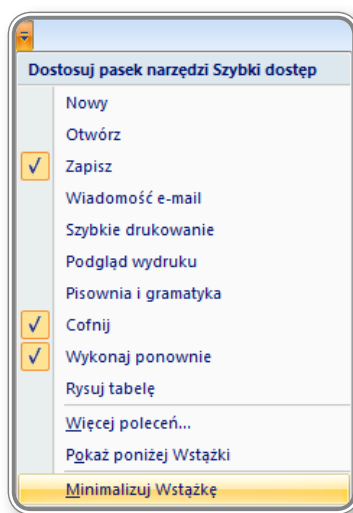 Dostosuj pasek narzędzi Szybki dostęp
Nowy
Otwórz
Zapisz
Wiadomość e-mail
Szybkie drukowanie
Podgląd wydruku
Pisownia i gramatyka
Cofnij
Wykonaj ponownie
Rysuj tabelę
Więcej poleceń...
Pokaż poniżej Wstążki
Minimalizuj Wstążkę